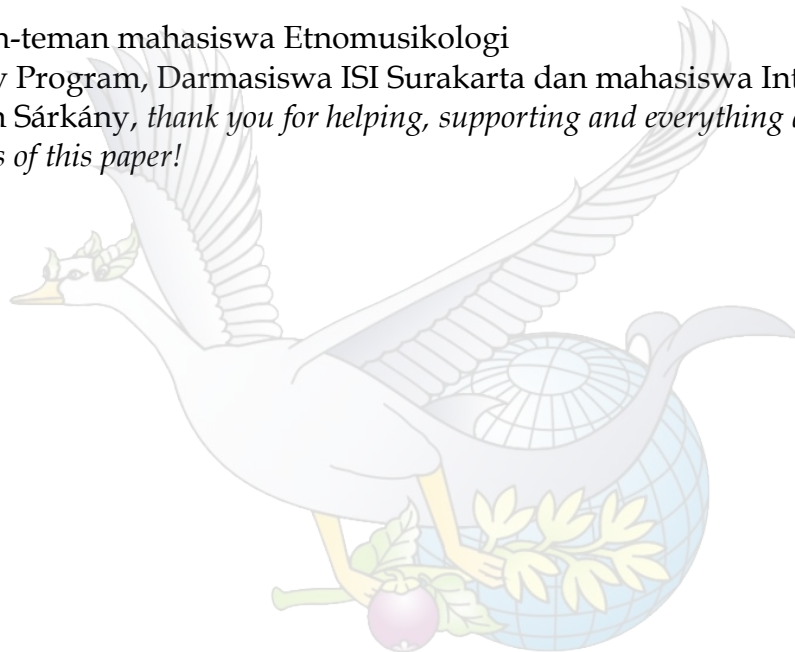 n-teman mahasiswa Etnomusikologi
y Program, Darmasiswa ISI Surakarta dan mahasiswa Int
n Sárkány, thank you for helping, supporting and everything
s of this paper!